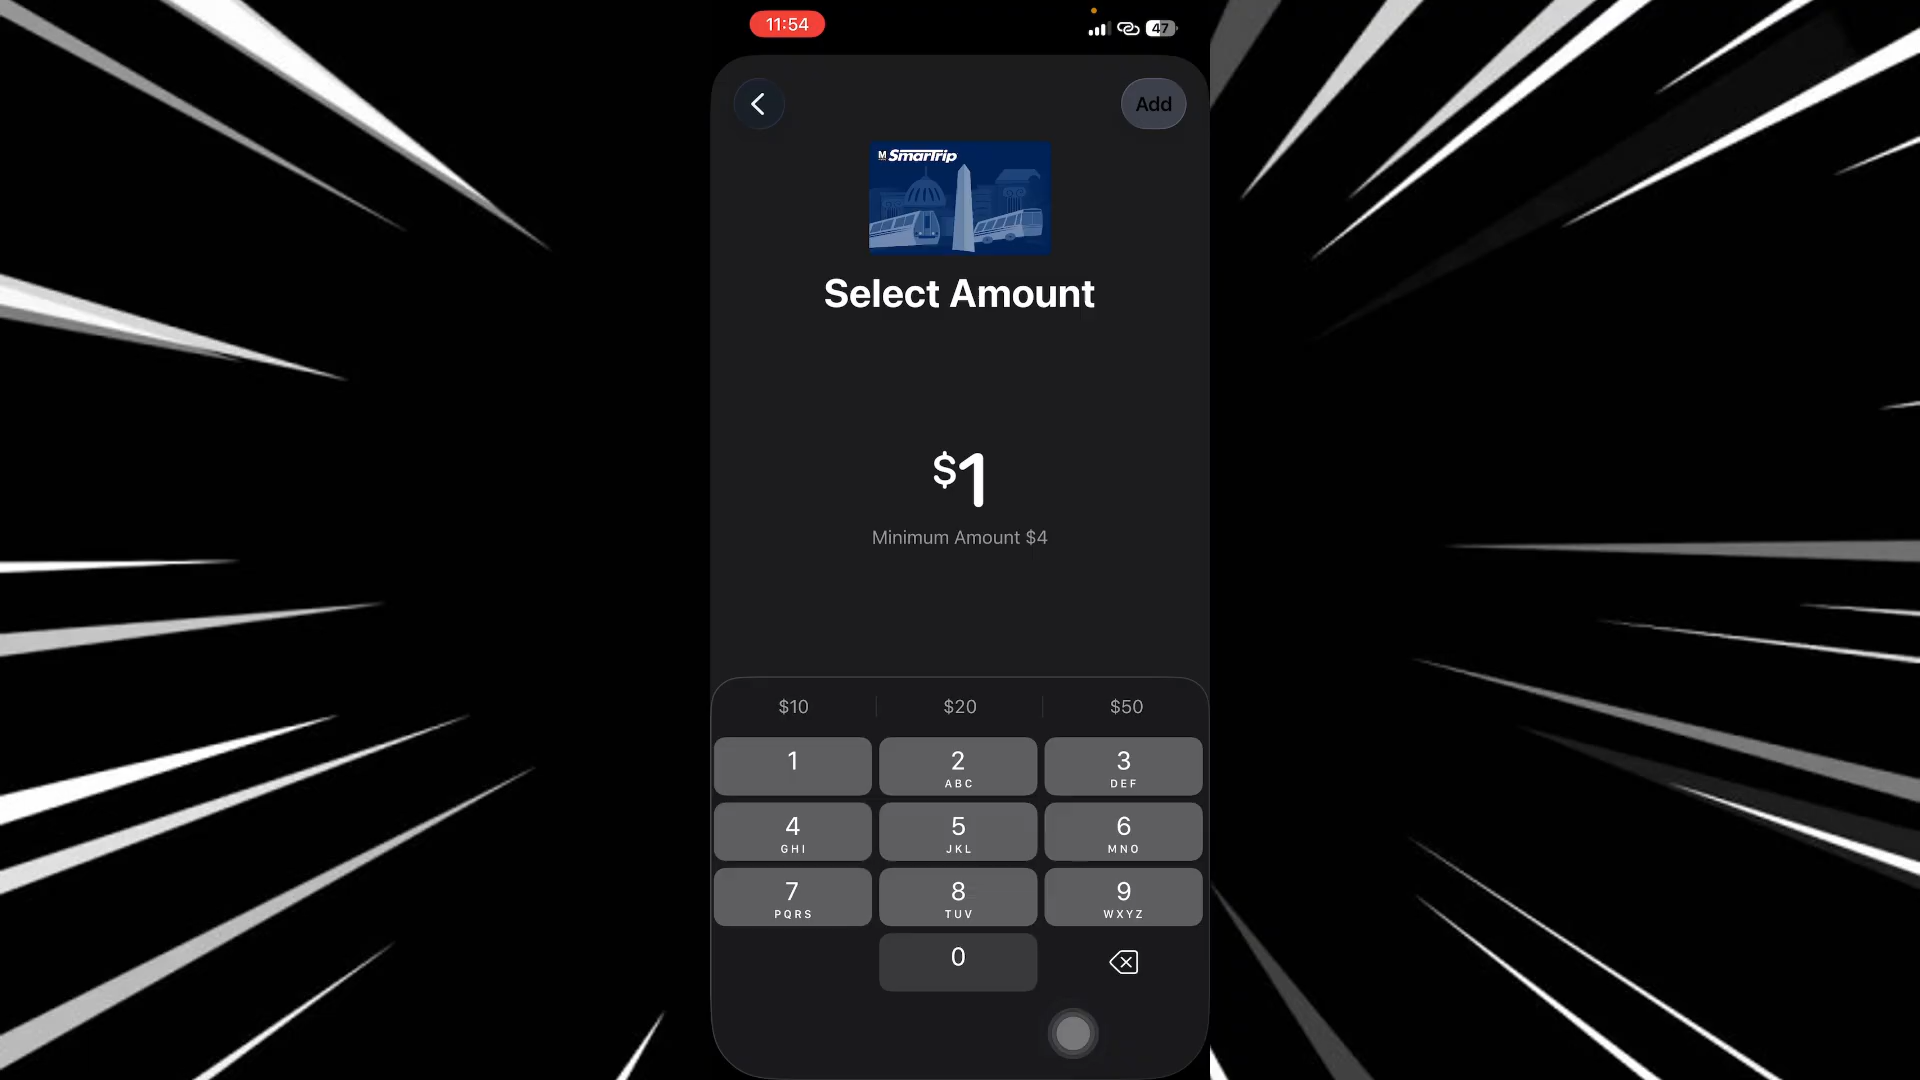 11:54
47
Add
M SmarTrip
Select Amount
$1
Minimum Amount $4
$10 $20 $50
1 2 3
ABC DEF
4 5 6
GHI JKL MNO
7 8 9
PQRS TUV WXYZ
0